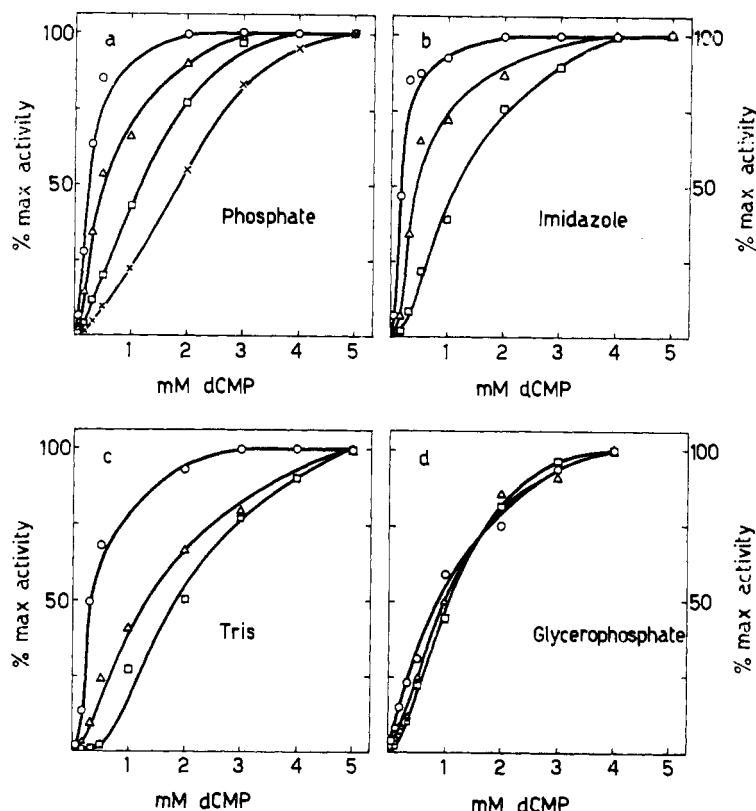 a
100
50
% max activity
Phosphate
1 2 3 4 5
mM dCMP
b
100
50
% max activity
Imidazole
1 2 3 4 5
mM dCMP
c
100
50
% max activity
Tris
1 2 3 4 5
mM dCMP
d
100
50
% max activity
Glycerophosphate
1 2 3 4 5
mM dCMP